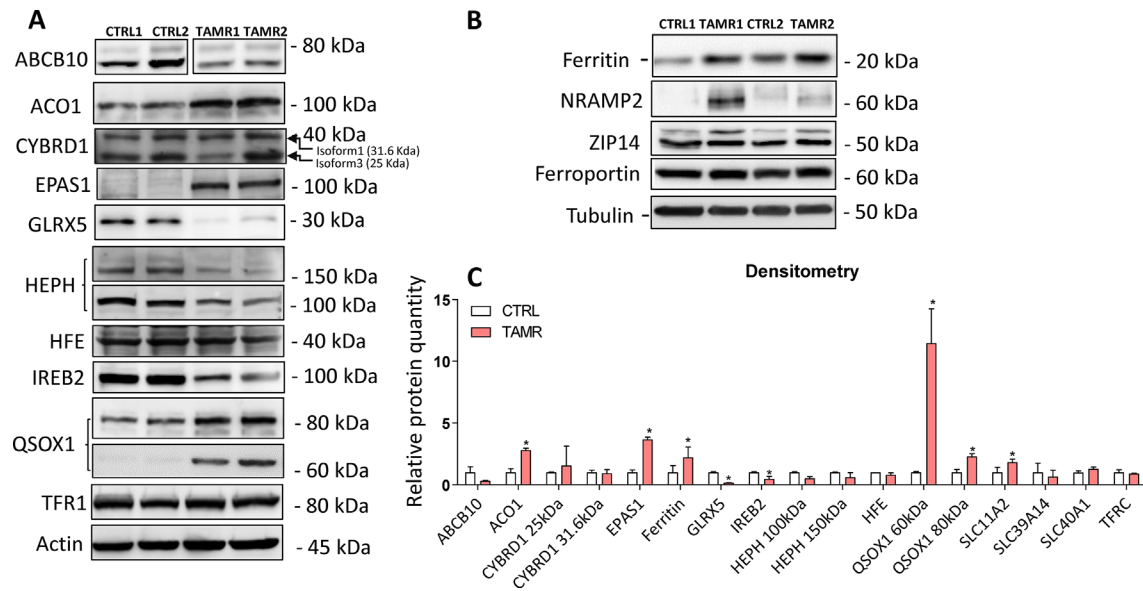 A
CTRL1 CTRL2 TAMR1 TAMR2
ABCB10
- 80 kDa
ACO1
- 100 kDa
CYBRD1
40 kDa
Isoform1 (31.6 Kda)
Isoform3 (25 Kda)
EPAS1
- 100 kDa
GLRX5
- 30 kDa
HEPH
- 150 kDa
- 100 kDa
HFE
- 40 kDa
IREB2
- 100 kDa
QSOX1
- 80 kDa
- 60 kDa
TFR1
- 80 kDa
Actin
- 45 kDa
B
CTRL1 TAMR1 CTRL2 TAMR2
Ferritin -
- 20 kDa
NRAMP2
- 60 kDa
ZIP14
- 50 kDa
Ferroportin
- 60 kDa
Tubulin -
- 50 kDa
C
Densitometry
Relative protein quantity
15
10
5
0
CTRL
TAMR
* * * * * * * *
ABCB10
ACO1
CYBRD1 25kDa
CYBRD1 31.6kDa
EPAS1
Ferritin
GLRX5
IREB2
HEPH 100kDa
HEPH 150kDa
HFE
QSOX1 60kDa
QSOX1 80kDa
SLC11A2
SLC39A14
SLC40A1
TFRC